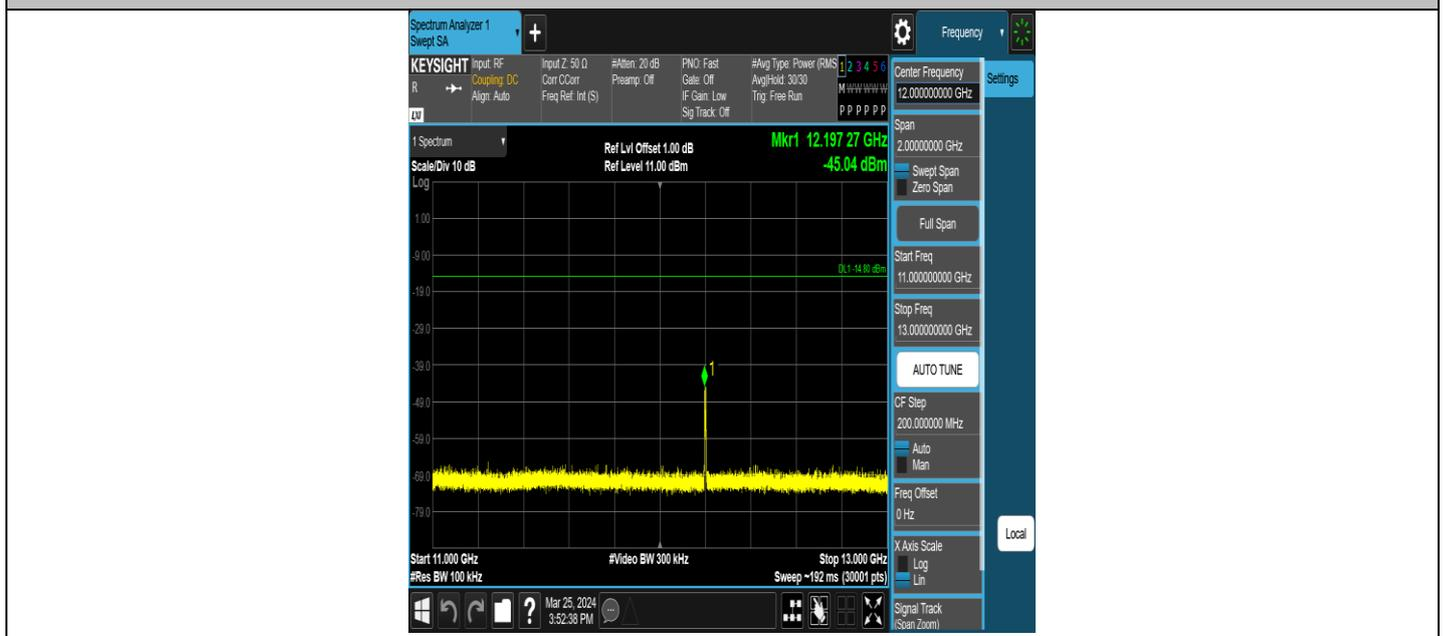 Spectrum Analyzer 1
Swept SA
+
Frequency
KEYSIGHT
R
LXI
Input: RF
Coupling: DC
Align: Auto
Input Z: 50 Ω
Corr CCorr
Freq Ref: Int (S)
#Atten: 20 dB
Preamp: Off
PNO: Fast
Gate: Off
IF Gain: Low
Sig Track: Off
#Avg Type: Power (RMS
Avg|Hold: 30/30
Trig: Free Run
1 2 3 4 5 6
M W W W W W
P P P P P P
1 Spectrum
Scale/Div 10 dB
Log
Ref Lvl Offset 1.00 dB
Ref Level 11.00 dBm
Mkr1 12.197 27 GHz
-45.04 dBm
1.00
-9.00
DL1 -14.80 dBm
-19.0
-29.0
-39.0
1
-49.0
-59.0
-69.0
-79.0
Start 11.000 GHz
#Video BW 300 kHz
Stop 13.000 GHz
#Res BW 100 kHz
Sweep ~192 ms (30001 pts)
?
Mar 25, 2024
3:52:38 PM
Center Frequency
12.000000000 GHz
Settings
Span
2.00000000 GHz
Swept Span
Zero Span
Full Span
Start Freq
11.000000000 GHz
Stop Freq
13.000000000 GHz
AUTO TUNE
CF Step
200.000000 MHz
Auto
Man
Freq Offset
0 Hz
X Axis Scale
Log
Lin
Signal Track
(Span Zoom)
Local